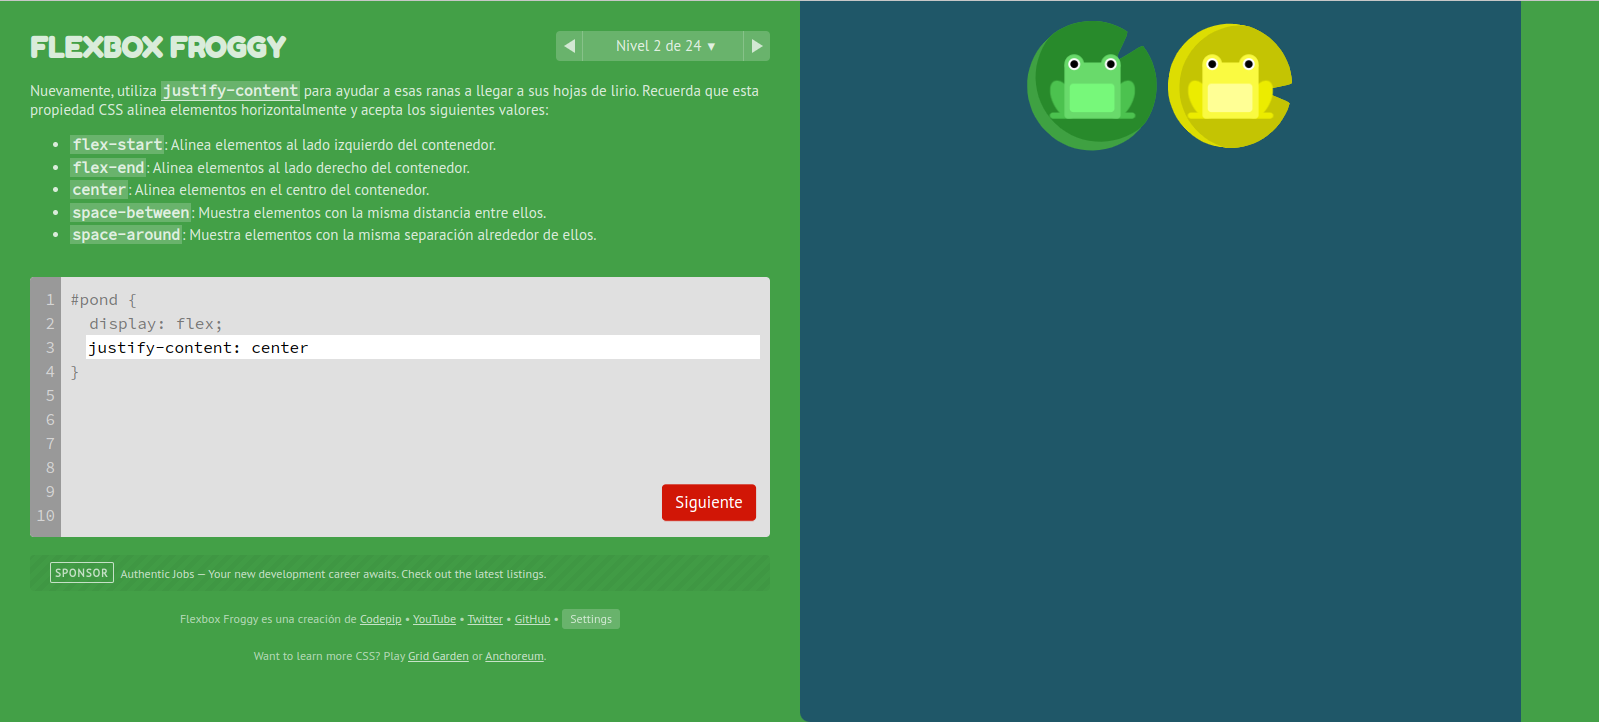 FLEXBOX FROGGY
◀ Nivel 2 de 24 ▾ ▶
Nuevamente, utiliza justify-content para ayudar a esas ranas a llegar a sus hojas de lirio. Recuerda que esta
propiedad CSS alinea elementos horizontalmente y acepta los siguientes valores:
• flex-start: Alinea elementos al lado izquierdo del contenedor.
• flex-end: Alinea elementos al lado derecho del contenedor.
• center: Alinea elementos en el centro del contenedor.
• space-between: Muestra elementos con la misma distancia entre ellos.
• space-around: Muestra elementos con la misma separación alrededor de ellos.
1 #pond {
2 display: flex;
3 justify-content: center
4 }
5
6
7
8
9
10
Siguiente
SPONSOR Authentic Jobs — Your new development career awaits. Check out the latest listings.
Flexbox Froggy es una creación de Codepip • YouTube • Twitter • GitHub • Settings
Want to learn more CSS? Play Grid Garden or Anchoreum.